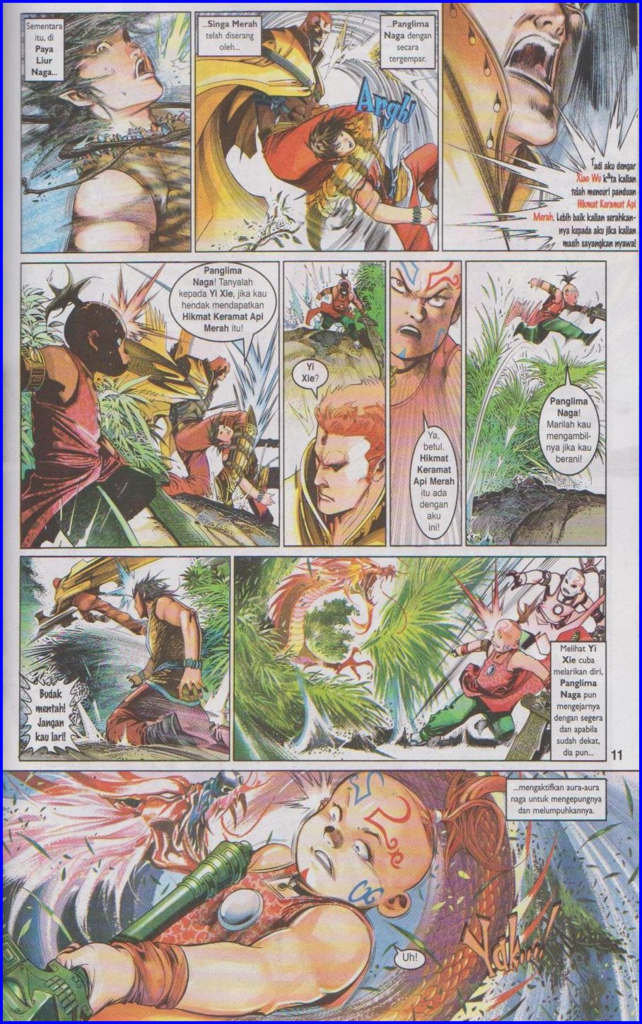 Sementara
itu, di
Paya
Liur
Naga...
...Singa Merah
telah diserang
oleh...
...Panglima
Naga dengan
secara
tergempar.
Argh
Tadi aku dengar
Xiao Wu kata kalian
telah mencuri panduan
Hikmat Keramat Api
Merah. Lebih baik kalian serahkan-
nya kepada aku jika kalian
masih sayangkan nyawa!
Panglima
Naga! Tanyalah
kepada Yi Xie, jika kau
hendak mendapatkan
Hikmat Keramat Api
Merah itu!
Yi
Xie?
Ya,
betul.
Hikmat
Keramat
Api Merah
itu ada
dengan
aku
ini!
Panglima
Naga!
Marilah kau
mengambil-
nya jika kau
berani!
Budak
mentah!
Jangan
kau lari!
Melihat Yi
Xie cuba
melarikan diri,
Panglima
Naga pun
mengejarnya
dengan segera
dan apabila
sudah dekat,
dia pun...
11
...mengaktifkan aura-aura
naga untuk mengepungnya
dan melumpuhkannya.
Uh!